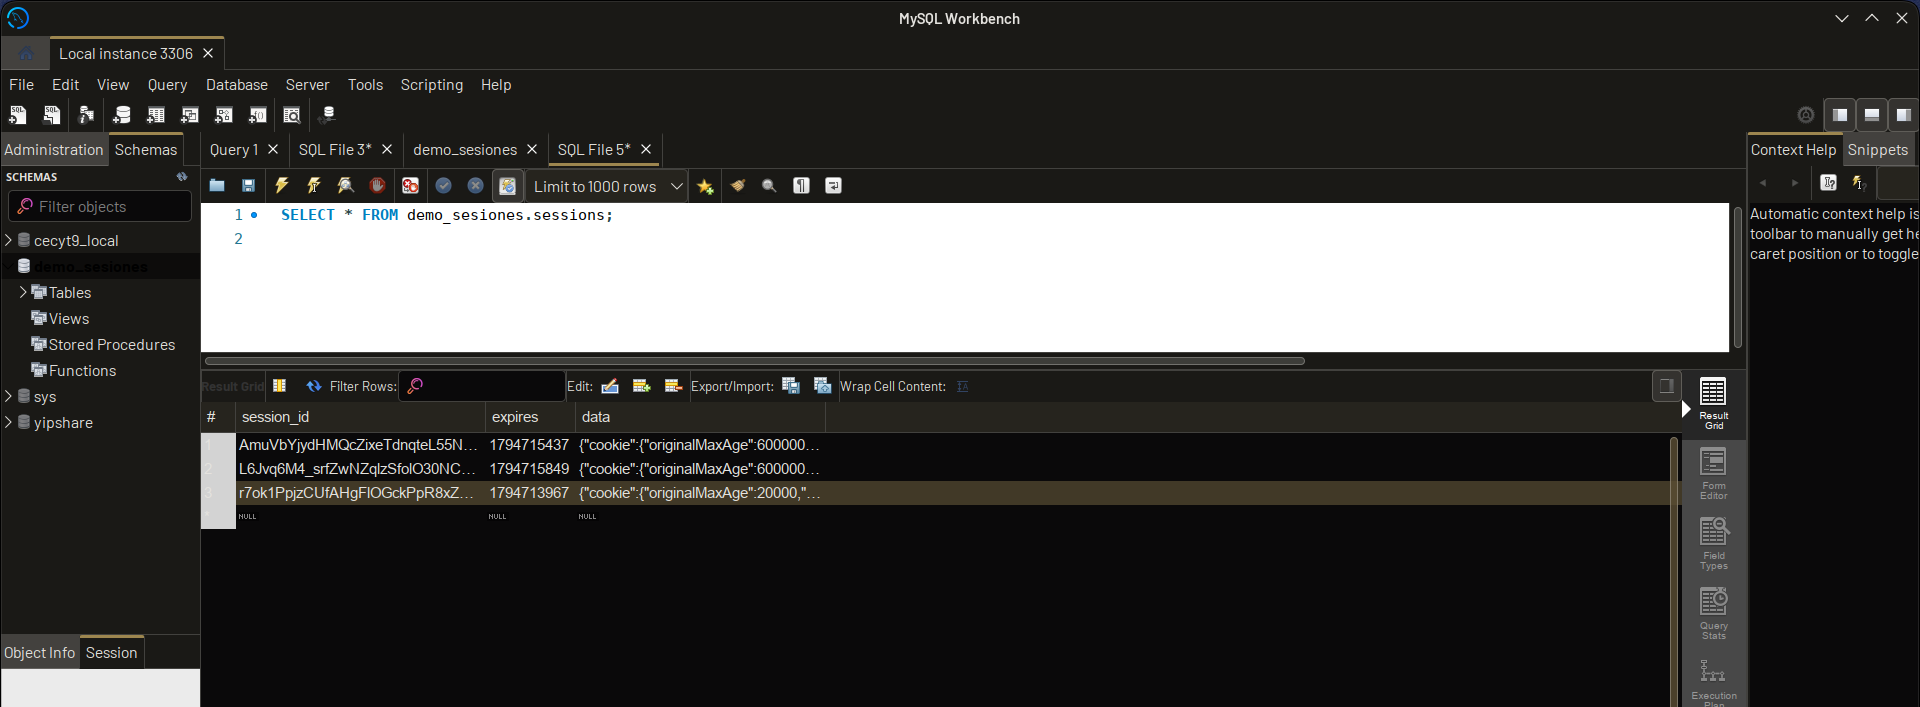 MySQL Workbench
Local instance 3306
File Edit View Query Database Server Tools Scripting Help
Administration Schemas
Query 1 SQL File 3* demo_sesiones SQL File 5*
Context Help Snippets
SCHEMAS
Limit to 1000 rows
Filter objects
1 SELECT * FROM demo_sesiones.sessions;
2
Automatic context help is
toolbar to manually get he
caret position or to toggle
cecyt9_local
demo_sesiones
Tables
Views
Stored Procedures
Functions
sys
yipshare
Result Grid Filter Rows: Edit: Export/Import: Wrap Cell Content:
# session_id expires data
1 AmuVbYjydHMQcZixeTdnqteL55N... 1794715437 {"cookie":{"originalMaxAge":600000...
2 L6Jvq6M4_srfZwNZqlzSfolO30NC... 1794715849 {"cookie":{"originalMaxAge":600000...
3 r7ok1PpjzCUfAHgFlOGckPpR8xZ... 1794713967 {"cookie":{"originalMaxAge":20000,"...
* NULL NULL NULL
Result
Grid
Form
Editor
Field
Types
Query
Stats
Execution
Plan
Object Info Session